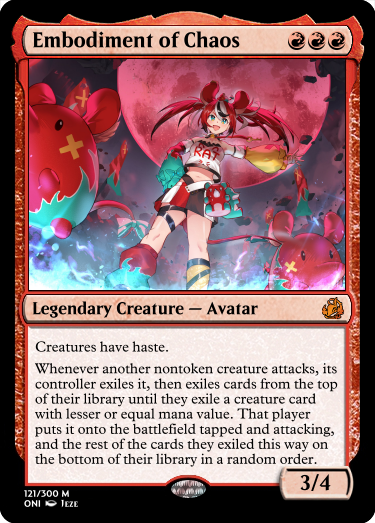 Embodiment of Chaos
RAT
Legendary Creature — Avatar
Creatures have haste.
Whenever another nontoken creature attacks, its
controller exiles it, then exiles cards from the top
of their library until they exile a creature card
with lesser or equal mana value. That player
puts it onto the battlefield tapped and attacking,
and the rest of the cards they exiled this way on
the bottom of their library in a random order.
3/4
121/300 M
ONI TEZE